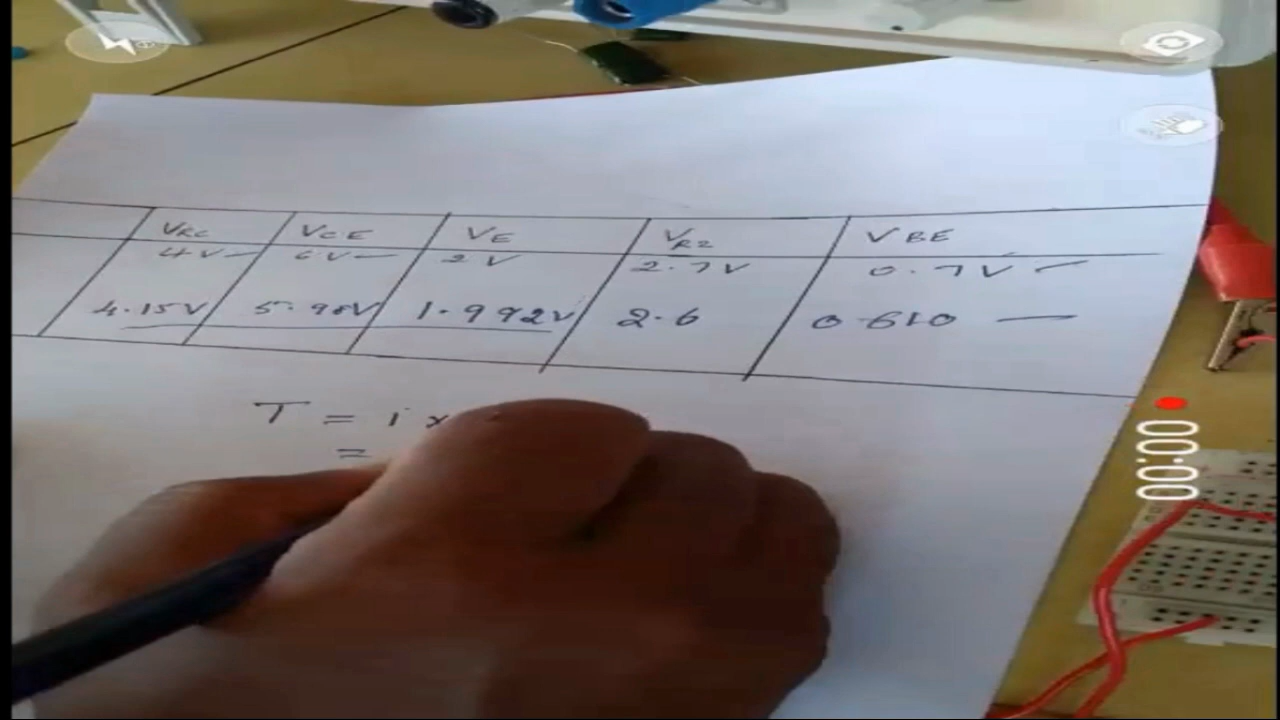 VRC VCE VE VR2 VBE
4V 6V 2V 2.7V 0.7V
4.15V 5.90V 1.992V 2.6 0.610
T = 1 x
=
00:00